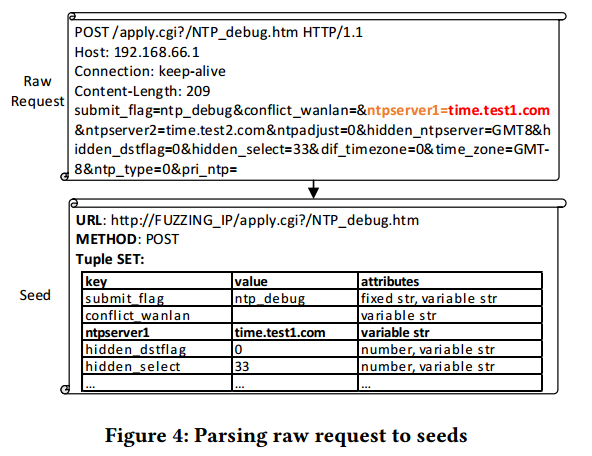 POST /apply.cgi?/NTP_debug.htm HTTP/1.1
Host: 192.168.66.1
Connection: keep-alive
Content-Length: 209
submit_flag=ntp_debug&conflict_wanlan=&ntpserver1=time.test1.com
&ntpserver2=time.test2.com&ntpadjust=0&hidden_ntpserver=GMT8&h
idden_dstflag=0&hidden_select=33&dif_timezone=0&time_zone=GMT-
8&ntp_type=0&pri_ntp=
Raw
Request
URL: http://FUZZING_IP/apply.cgi?/NTP_debug.htm
METHOD: POST
Tuple SET:
Seed
key value attributes
submit_flag ntp_debug fixed str, variable str
conflict_wanlan variable str
ntpserver1 time.test1.com variable str
hidden_dstflag 0 number, variable str
hidden_select 33 number, variable str
... ... ...
Figure 4: Parsing raw request to seeds